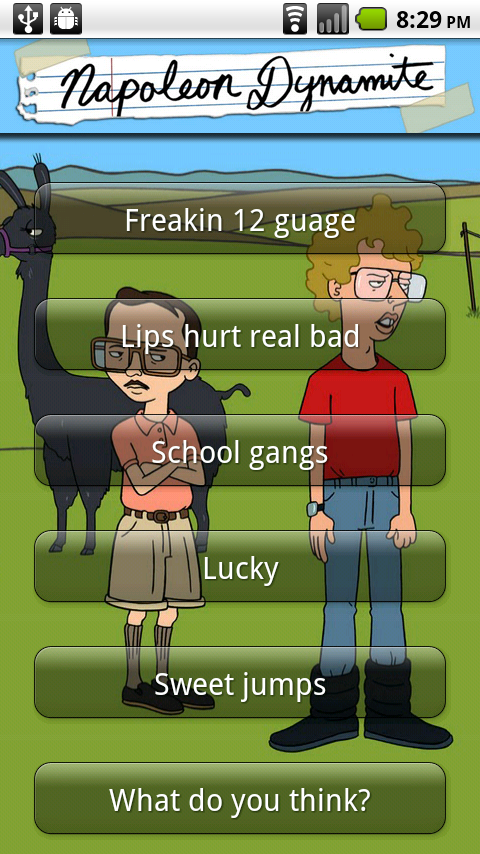 8:29 PM
Napoleon Dynamite
Freakin 12 guage
Lips hurt real bad
School gangs
Lucky
Sweet jumps
What do you think?